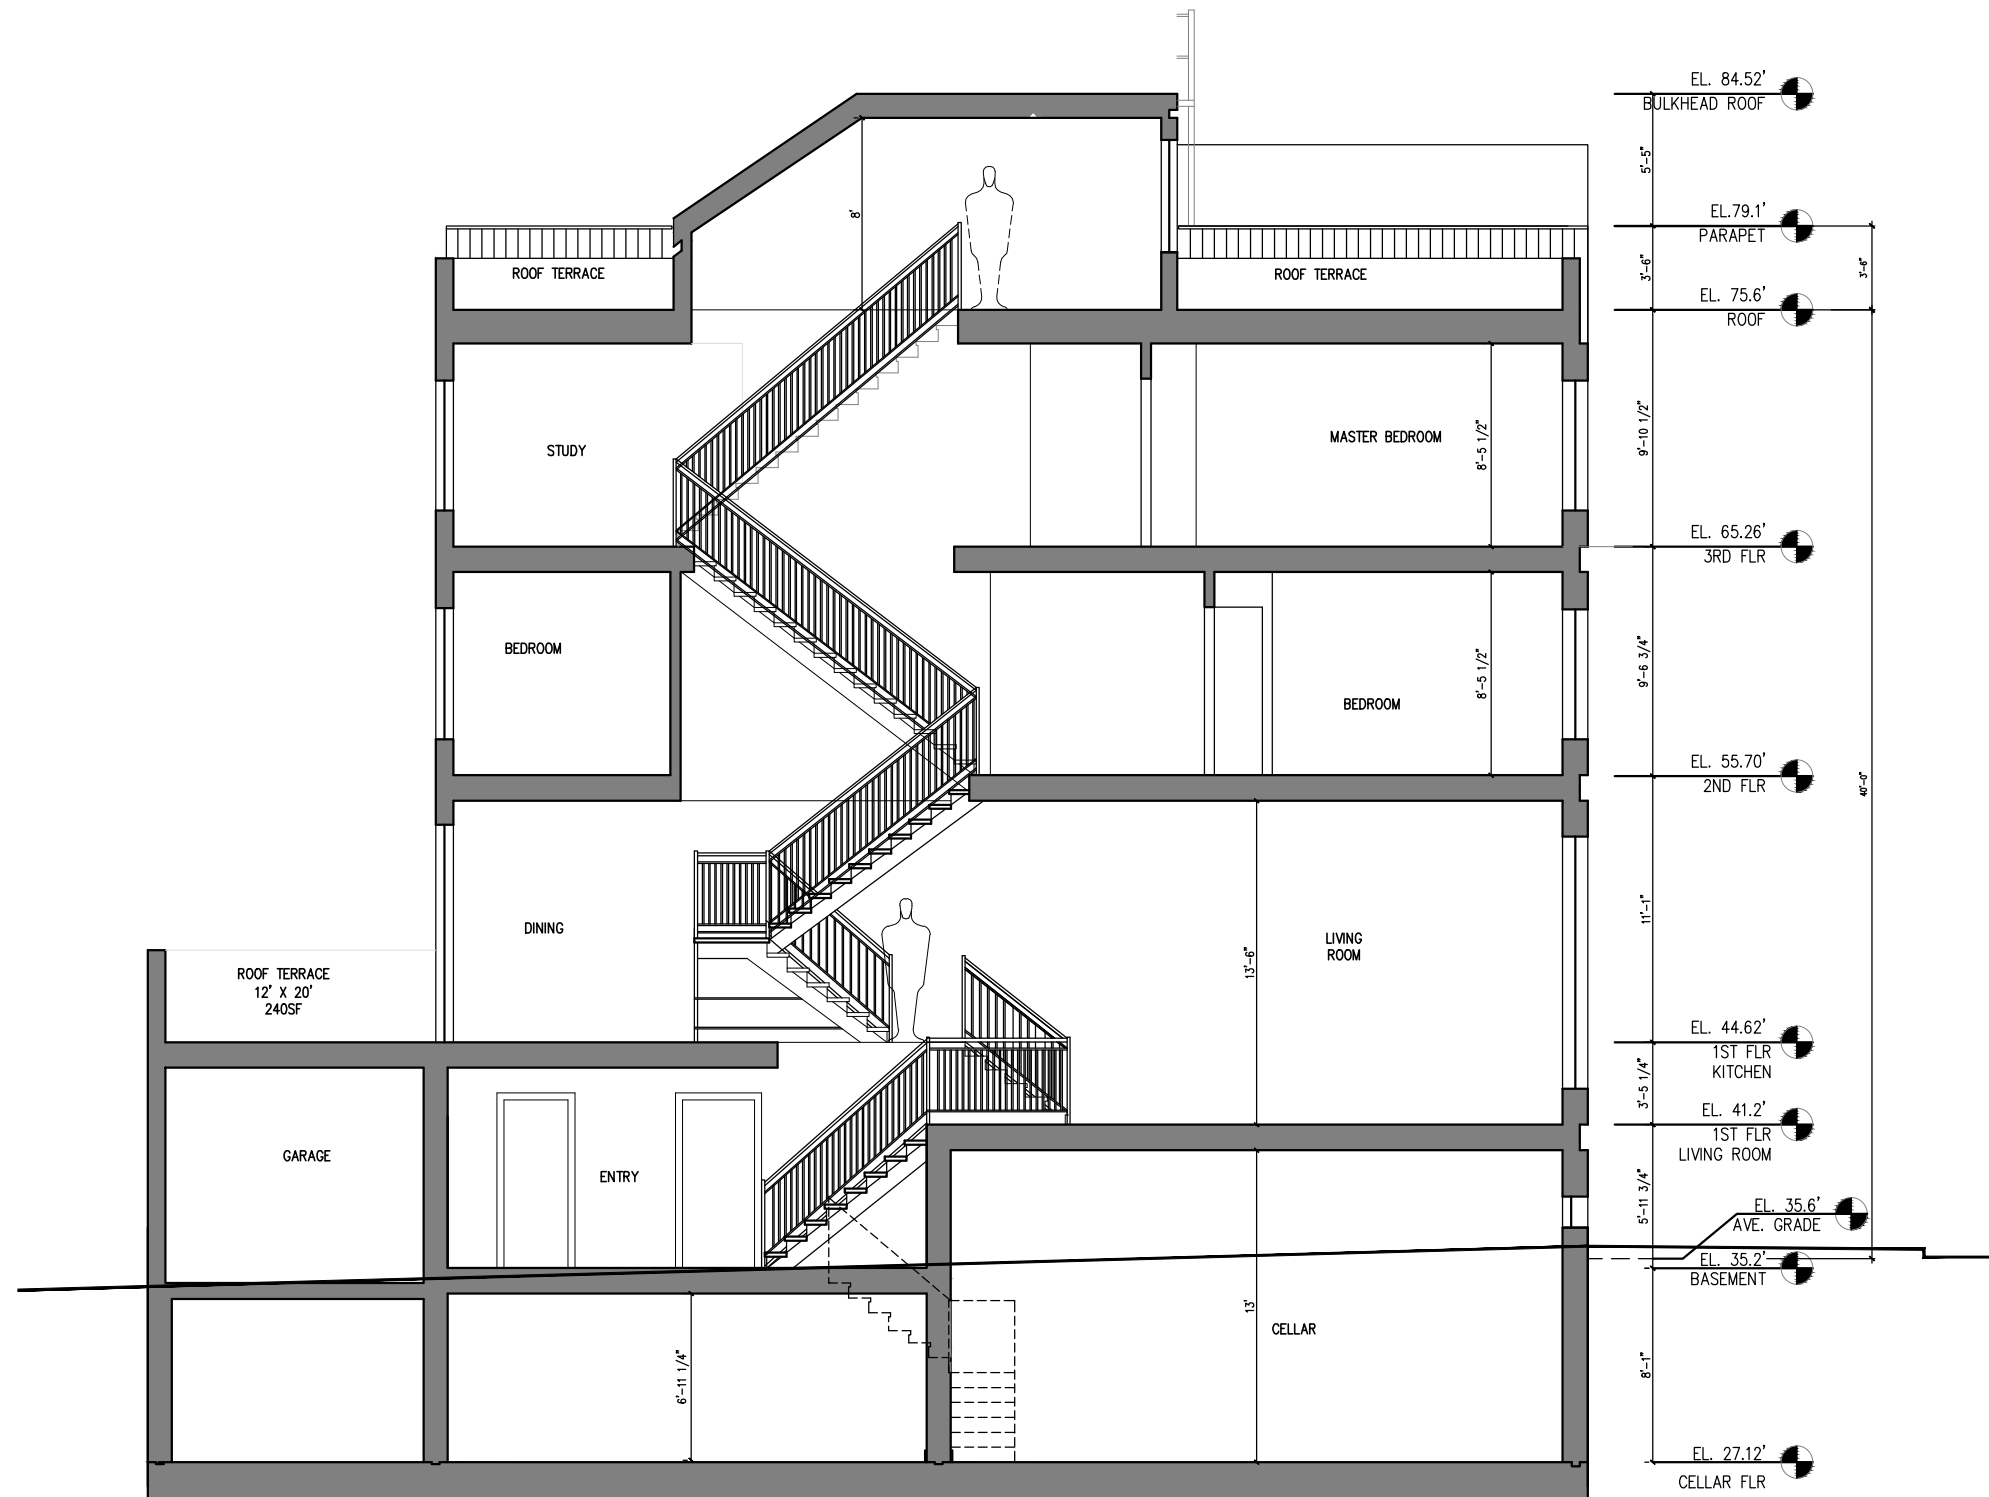 EL. 84.52'
BULKHEAD ROOF
5'-5"
8'
EL.79.1'
PARAPET
ROOF TERRACE
ROOF TERRACE
3'-6"
3'-6"
EL. 75.6'
ROOF
STUDY
MASTER BEDROOM
8'-5 1/2"
9'-10 1/2"
EL. 65.26'
3RD FLR
BEDROOM
BEDROOM
8'-5 1/2"
9'-6 3/4"
EL. 55.70'
2ND FLR
40'-0"
DINING
LIVING
ROOM
13'-6"
11'-1"
ROOF TERRACE
12' X 20'
240SF
EL. 44.62'
1ST FLR
KITCHEN
3'-5 1/4"
EL. 41.2'
1ST FLR
LIVING ROOM
GARAGE
ENTRY
5'-11 3/4"
EL. 35.6'
AVE. GRADE
EL. 35.2'
BASEMENT
13'
CELLAR
6'-11 1/4"
8'-1"
EL. 27.12'
CELLAR FLR